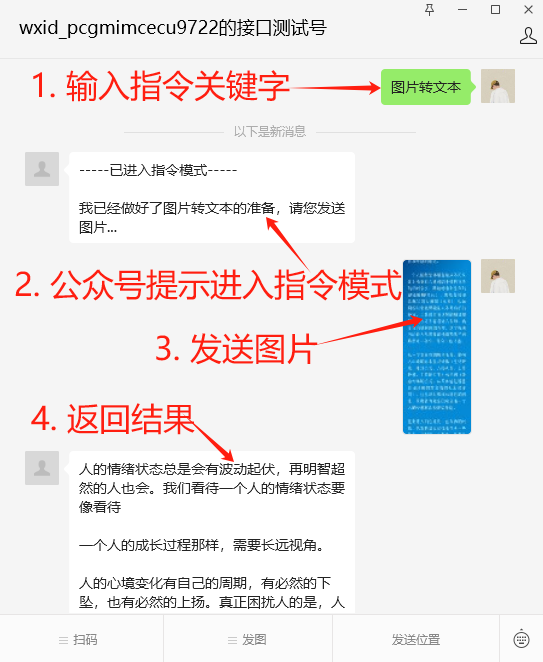 wxid_pcgmimcecu9722的接口测试号
1. 输入指令关键字
图片转文本
以下是新消息
-----已进入指令模式-----
我已经做好了图片转文本的准备，请您发送
图片...
2. 公众号提示进入指令模式
3. 发送图片
4. 返回结果
人的情绪状态总是会有波动起伏，再明智超
然的人也会。我们看待一个人的情绪状态要
像看待
一个人的成长过程那样，需要长远视角。
人的心境变化有自己的周期，有必然的下
坠，也有必然的上扬。真正困扰人的是，人
扫码
发图
发送位置